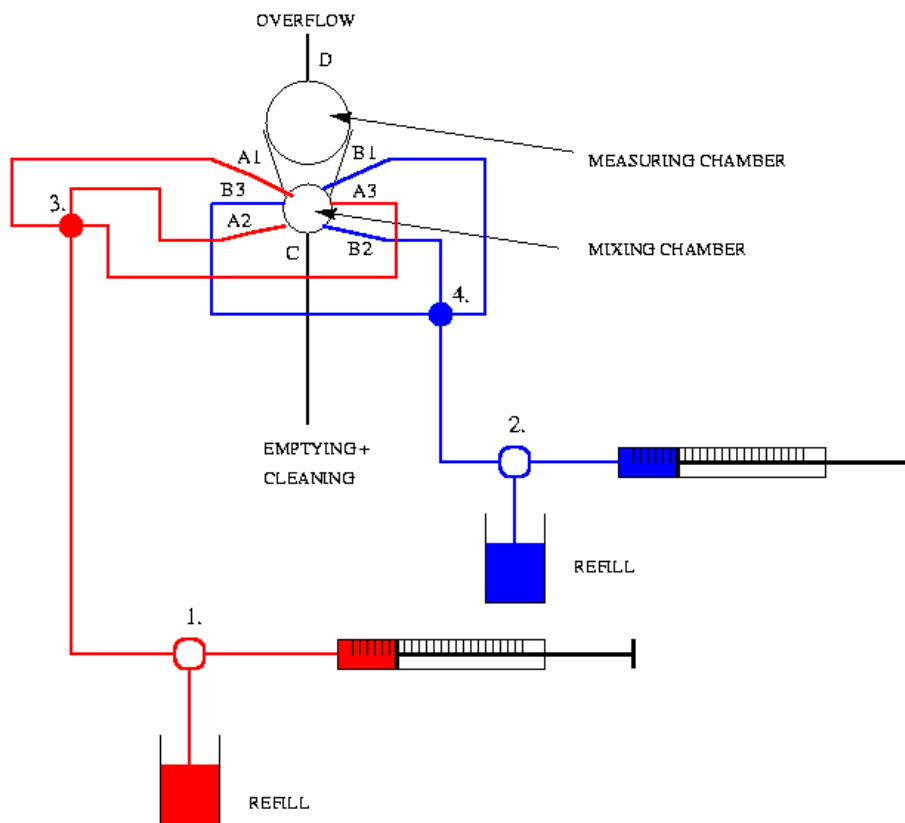 OVERFLOW
D
A1
B1
MEASURING CHAMBER
B3
A3
3.
A2
C
B2
MIXING CHAMBER
4.
2.
EMPTYING+
CLEANING
REFILL
1.
REFILL